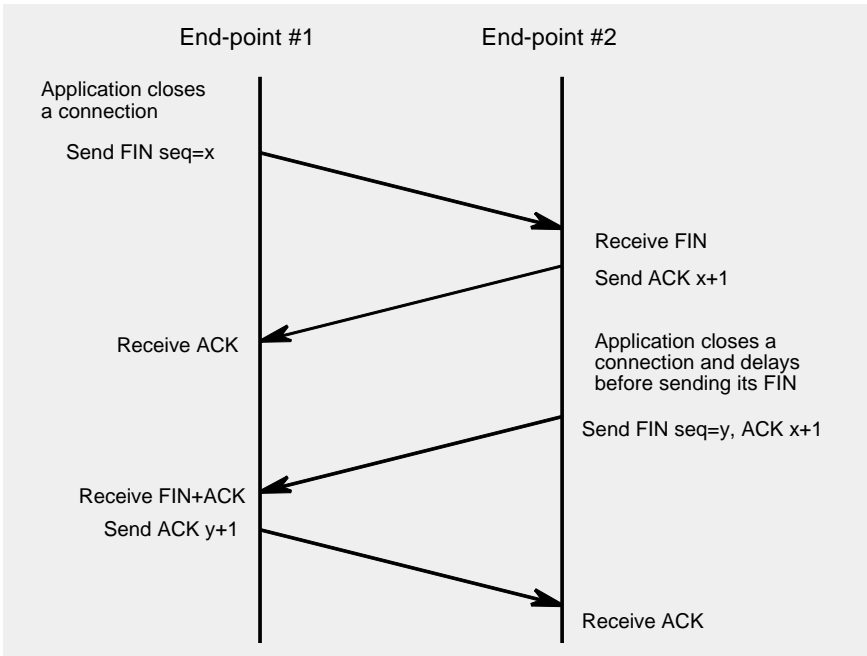 End-point #1
End-point #2
Application closes
a connection
Send FIN seq=x
Receive FIN
Send ACK x+1
Receive ACK
Application closes a
connection and delays
before sending its FIN
Send FIN seq=y, ACK x+1
Receive FIN+ACK
Send ACK y+1
Receive ACK